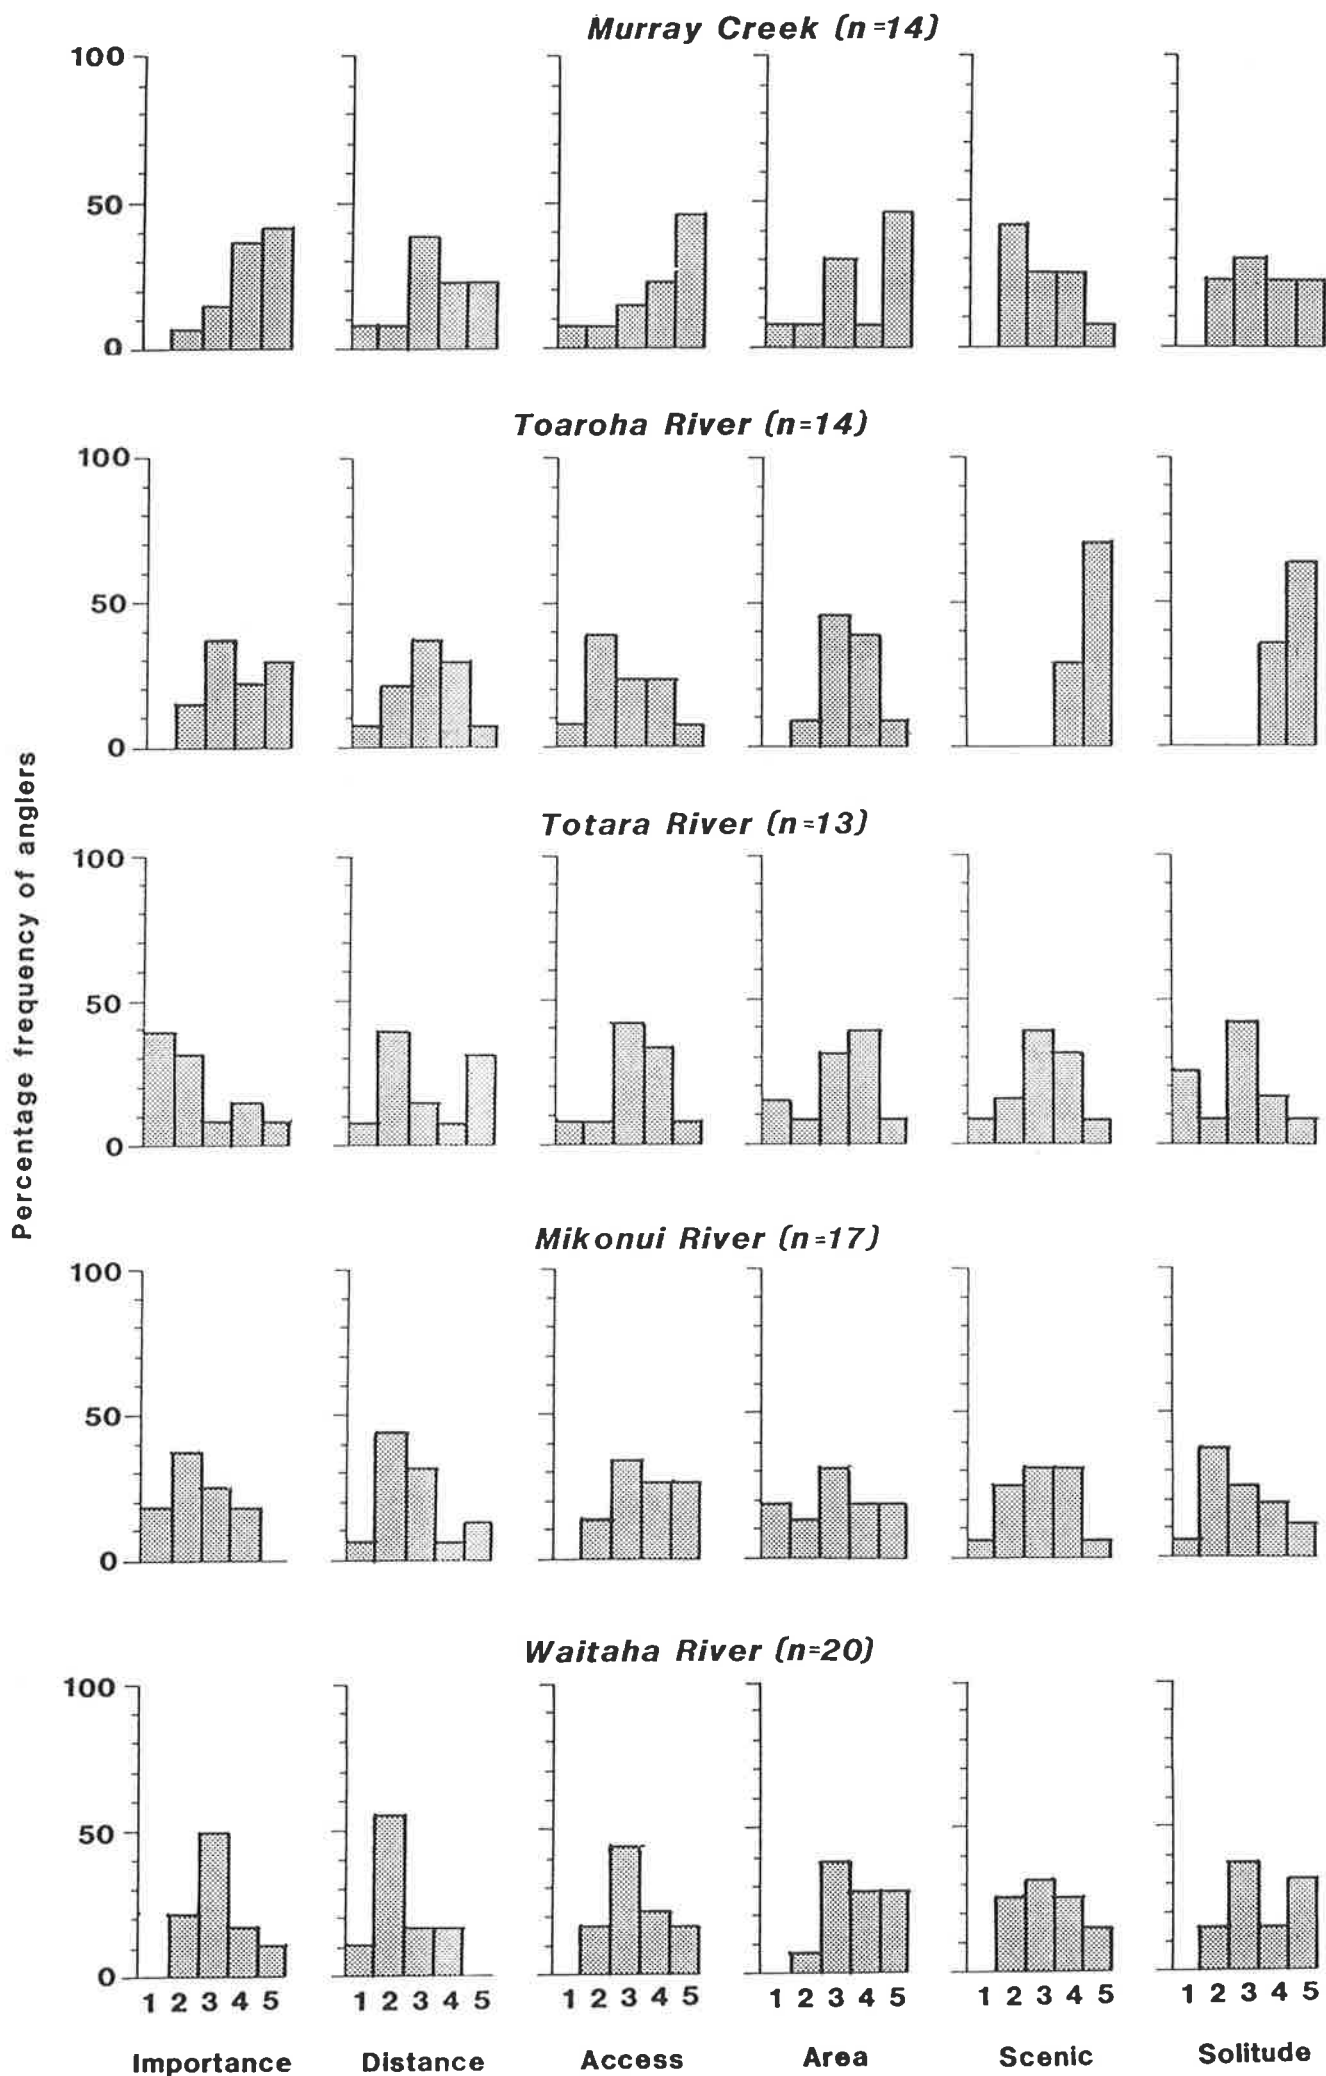 Murray Creek (n=14)
100
50
0
Toaroha River (n=14)
100
50
0
Totara River (n=13)
100
50
0
Percentage frequency of anglers
Mikonui River (n=17)
100
50
0
Waitaha River (n=20)
100
50
0
1 2 3 4 5 1 2 3 4 5 1 2 3 4 5 1 2 3 4 5 1 2 3 4 5 1 2 3 4 5
Importance Distance Access Area Scenic Solitude